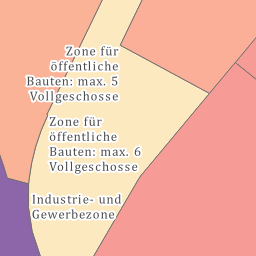 Zone für
öffentliche
Bauten: max. 5
Vollgeschosse
Zone für
öffentliche
Bauten: max. 6
Vollgeschosse
Industrie- und
Gewerbezone